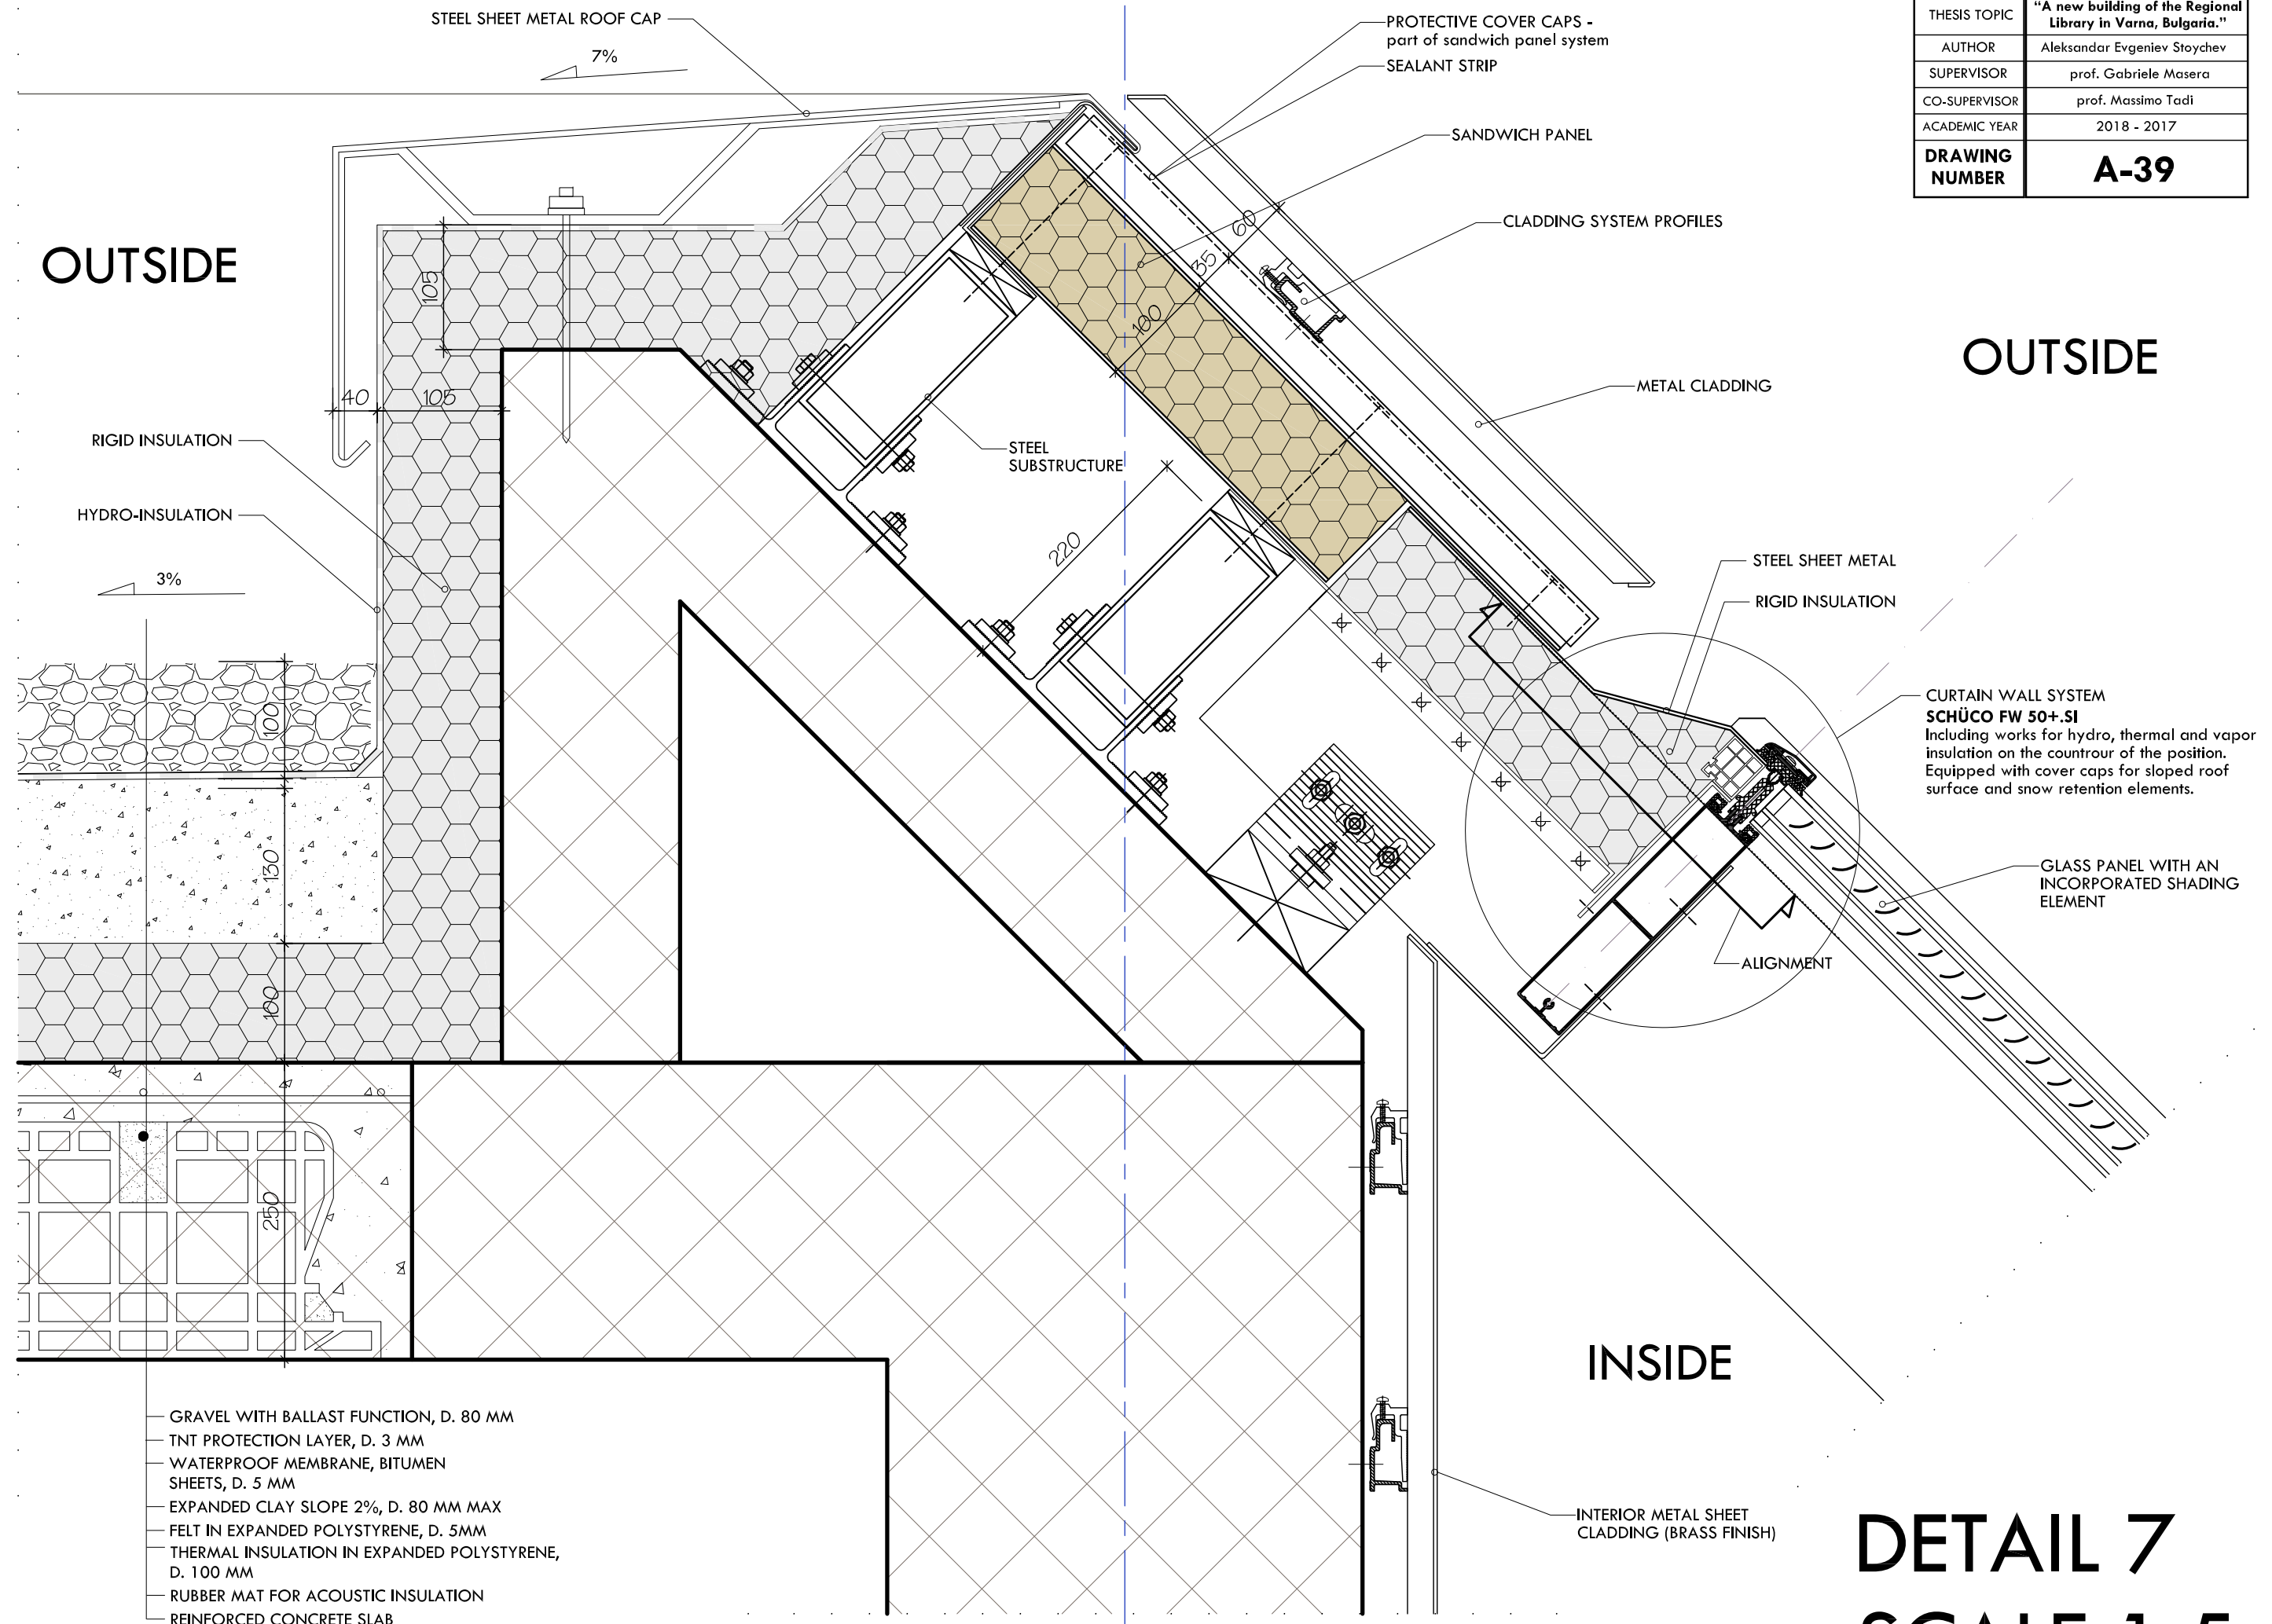 STEEL SHEET METAL ROOF CAP
7%
PROTECTIVE COVER CAPS -
part of sandwich panel system
SEALANT STRIP
SANDWICH PANEL
CLADDING SYSTEM PROFILES
THESIS TOPIC
“A new building of the Regional
Library in Varna, Bulgaria.”
AUTHOR
Aleksandar Evgeniev Stoychev
SUPERVISOR
prof. Gabriele Masera
CO-SUPERVISOR
prof. Massimo Tadi
ACADEMIC YEAR
2018 - 2017
DRAWING
NUMBER
A-39
OUTSIDE
OUTSIDE
60
35
100
105
40
105
METAL CLADDING
RIGID INSULATION
HYDRO-INSULATION
STEEL
SUBSTRUCTURE
220
3%
STEEL SHEET METAL
RIGID INSULATION
CURTAIN WALL SYSTEM
SCHÜCO FW 50+.SI
Including works for hydro, thermal and vapor
insulation on the countrour of the position.
Equipped with cover caps for sloped roof
surface and snow retention elements.
100
130
100
250
GLASS PANEL WITH AN
INCORPORATED SHADING
ELEMENT
ALIGNMENT
INSIDE
GRAVEL WITH BALLAST FUNCTION, D. 80 MM
TNT PROTECTION LAYER, D. 3 MM
WATERPROOF MEMBRANE, BITUMEN
SHEETS, D. 5 MM
EXPANDED CLAY SLOPE 2%, D. 80 MM MAX
FELT IN EXPANDED POLYSTYRENE, D. 5MM
THERMAL INSULATION IN EXPANDED POLYSTYRENE,
D. 100 MM
RUBBER MAT FOR ACOUSTIC INSULATION
REINFORCED CONCRETE SLAB
INTERIOR METAL SHEET
CLADDING (BRASS FINISH)
DETAIL 7
SCALE 1:5